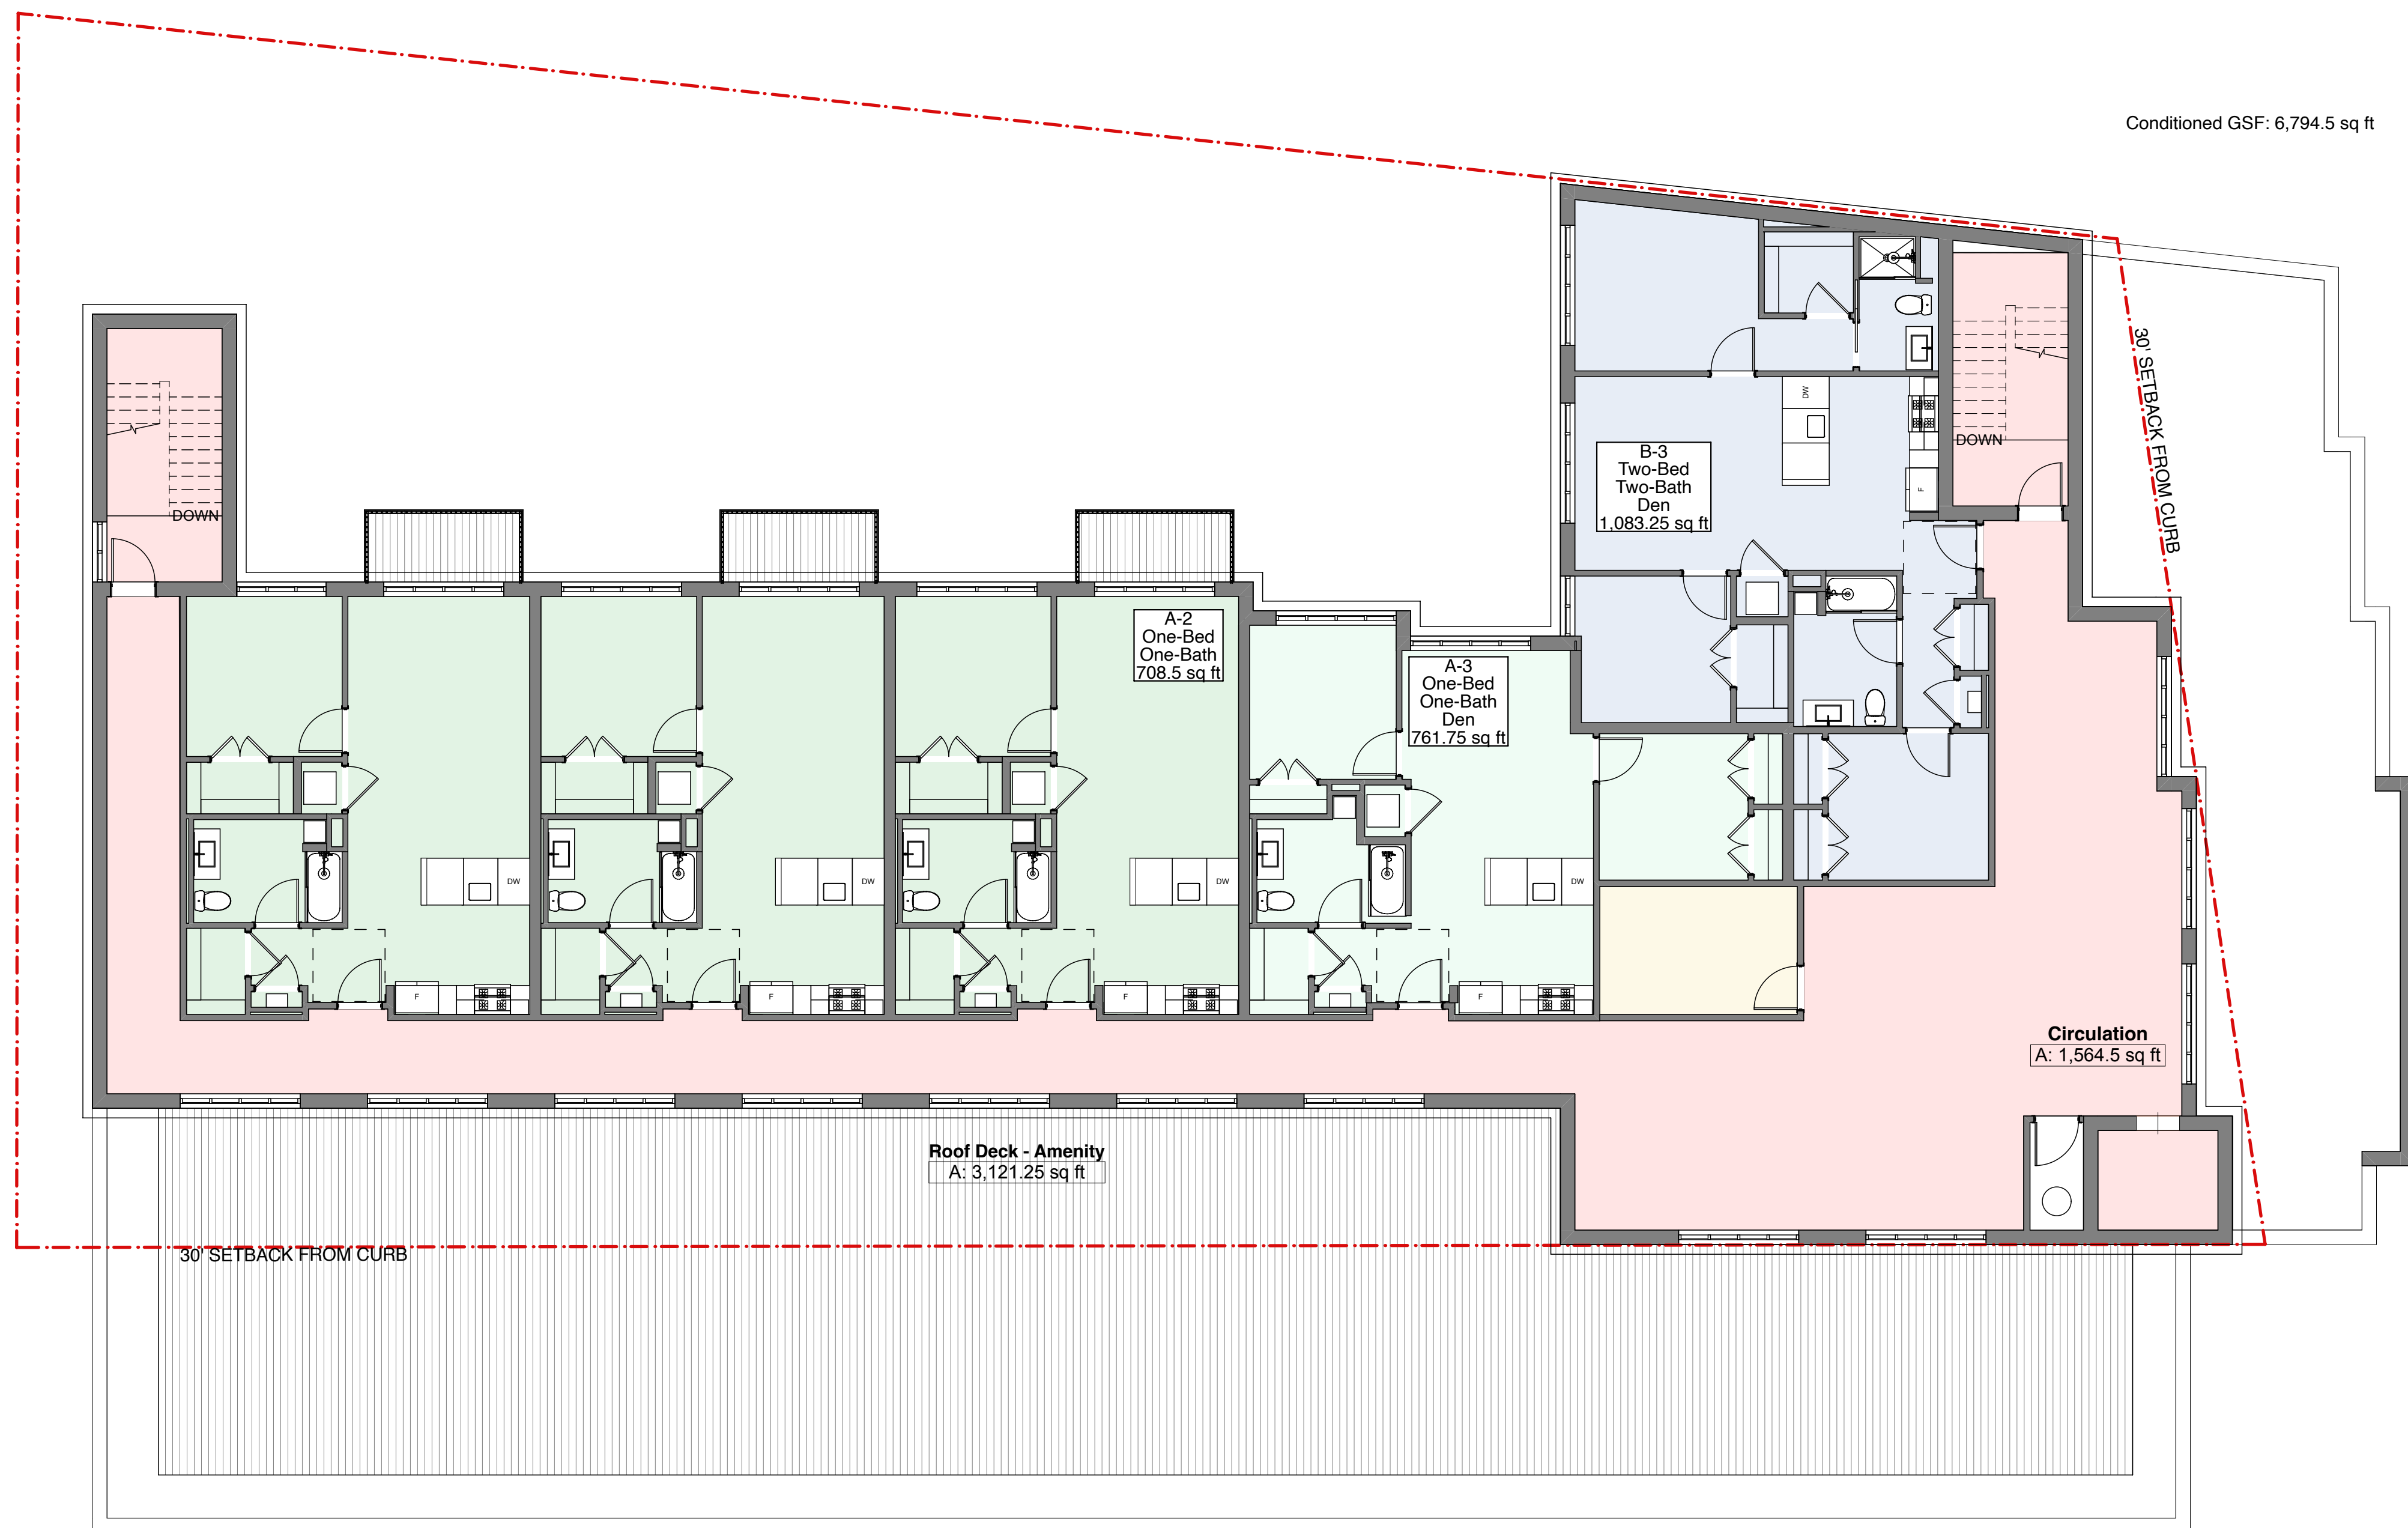 Conditioned GSF: 6,794.5 sq ft
30' SETBACK FROM CURB
DW
B-3
Two-Bed
Two-Bath
Den
1,083.25 sq ft
DOWN
F
DOWN
A-2
One-Bed
One-Bath
708.5 sq ft
A-3
One-Bed
One-Bath
Den
761.75 sq ft
DW
DW
DW
DW
F
F
F
F
Circulation
A: 1,564.5 sq ft
Roof Deck - Amenity
A: 3,121.25 sq ft
30' SETBACK FROM CURB